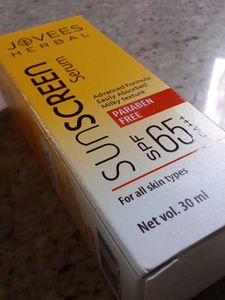 JOVEES
HERBAL
SUNSCREEN
Serum
Advanced Formula
Easily Absorbed
Milky texture
PARABEN
FREE
SPF
65
For all skin types
Net vol. 30 ml